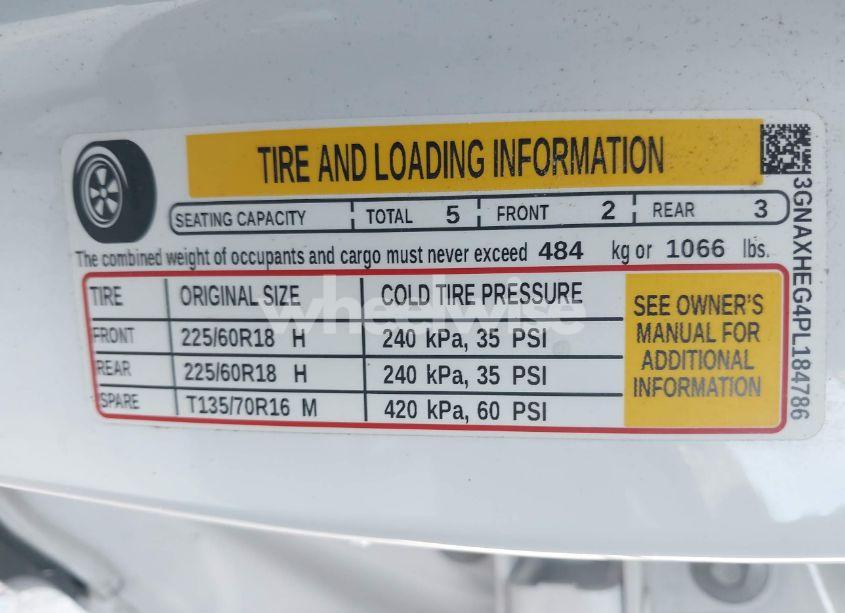 TIRE AND LOADING INFORMATION
SEATING CAPACITY TOTAL 5 FRONT 2 REAR 3
The combined weight of occupants and cargo must never exceed 484 kg or 1066 lbs.
TIRE ORIGINAL SIZE COLD TIRE PRESSURE
FRONT 225/60R18 H 240 kPa, 35 PSI
REAR 225/60R18 H 240 kPa, 35 PSI
SPARE T135/70R16 M 420 kPa, 60 PSI
SEE OWNER'S
MANUAL FOR
ADDITIONAL
INFORMATION
3GNAXHEG4PL184786
wheelwise